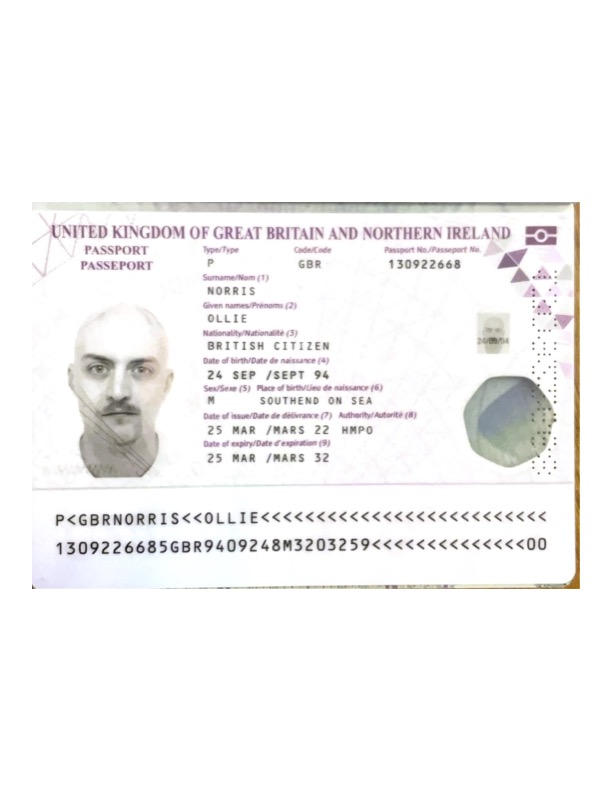 UNITED KINGDOM OF GREAT BRITAIN AND NORTHERN IRELAND
PASSPORT Type/Type Code/Code Passport No./Passeport No.
PASSEPORT P GBR 130922668
Surname/Nom (1)
NORRIS
Given names/Prénoms (2)
OLLIE
Nationality/Nationalité (3)
BRITISH CITIZEN
Date of birth/Date de naissance (4)
24 SEP /SEPT 94
Sex/Sexe (5) Place of birth/Lieu de naissance (6)
M SOUTHEND ON SEA
Date of issue/Date de délivrance (7) Authority/Autorité (8)
25 MAR /MARS 22 HMPO
Date of expiry/Date d'expiration (9)
25 MAR /MARS 32
24/09/94
P<GBRNORRIS<<OLLIE<<<<<<<<<<<<<<<<<<<<<<<<<<
1309226685GBR9409248M3203259<<<<<<<<<<<<<<00